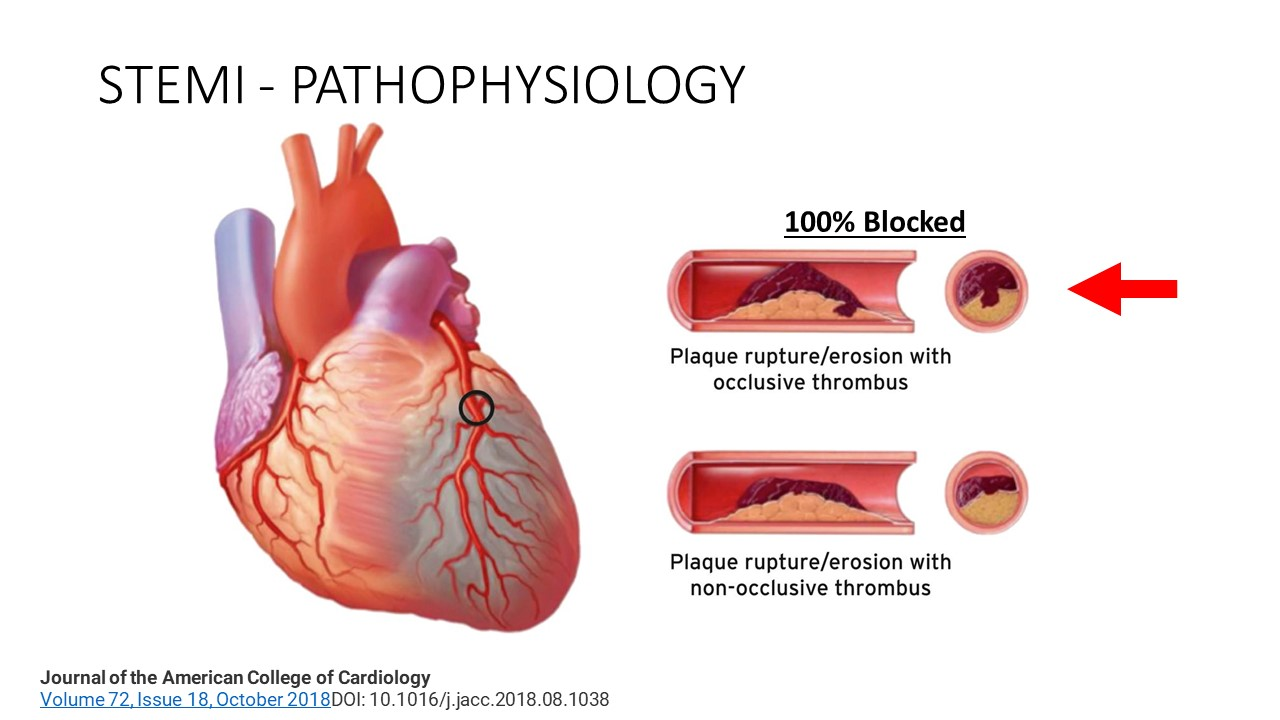 STEMI - PATHOPHYSIOLOGY
100% Blocked
Plaque rupture/erosion with
occlusive thrombus
Plaque rupture/erosion with
non-occlusive thrombus
Journal of the American College of Cardiology
Volume 72, Issue 18, October 2018DOI: 10.1016/j.jacc.2018.08.1038